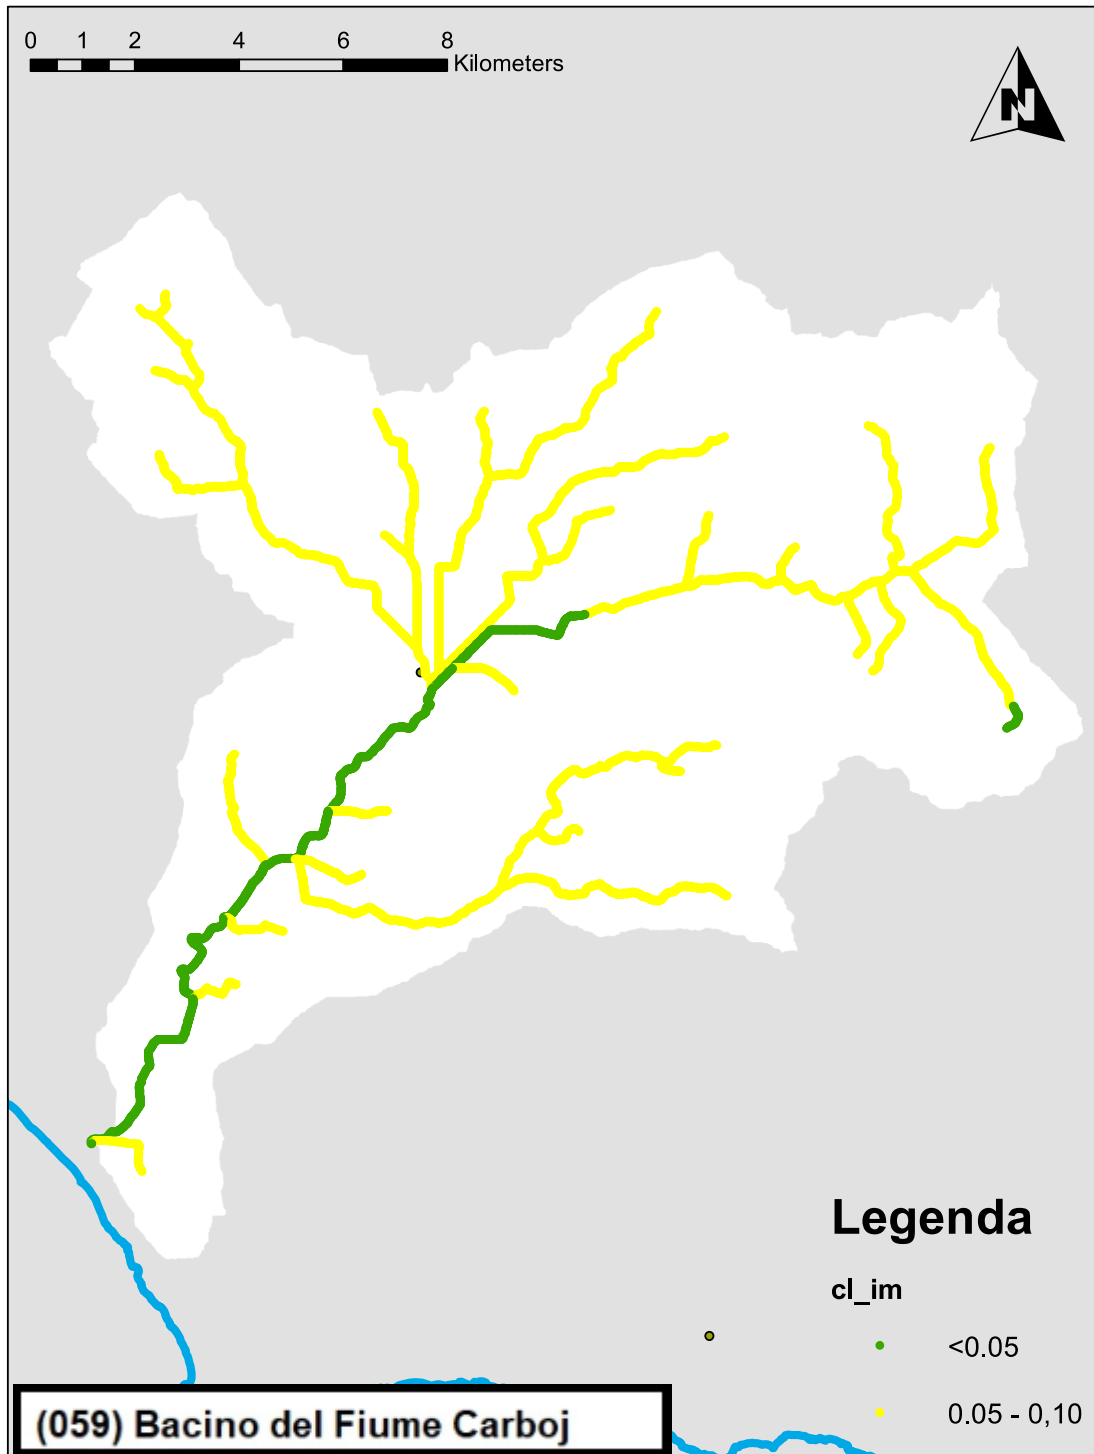 0 1 2 4 6 8
Kilometers
N
Legenda
cl_im
<0.05
0.05 - 0,10
(059) Bacino del Fiume Carboj